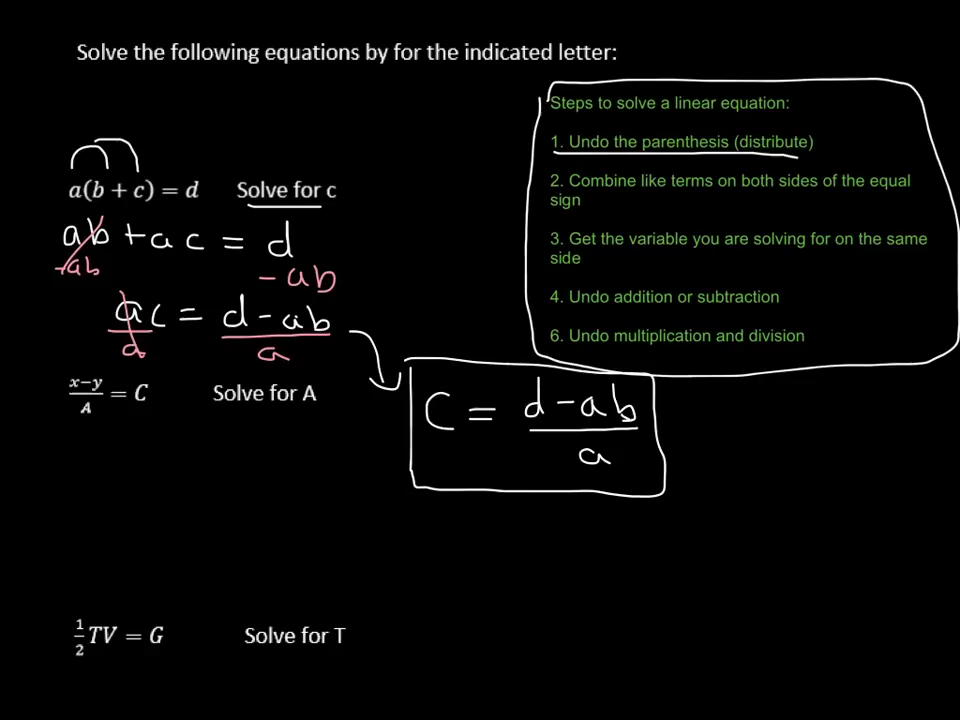 Solve the following equations by for the indicated letter:
Steps to solve a linear equation:
1. Undo the parenthesis (distribute)
2. Combine like terms on both sides of the equal
sign
3. Get the variable you are solving for on the same
side
4. Undo addition or subtraction
6. Undo multiplication and division
a(b + c) = d Solve for c
ab + ac = d
-ab - ab
ac = d - ab
a a
C = d - ab
a
x-y
A = C Solve for A
1
2 TV = G Solve for T